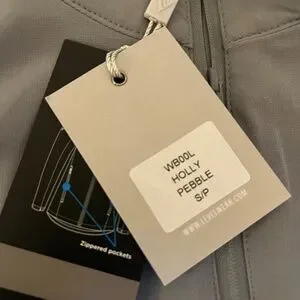 WB00L
HOLLY
PEBBLE
S/P
WWW.LEVELWEAR.COM
Zippered pockets